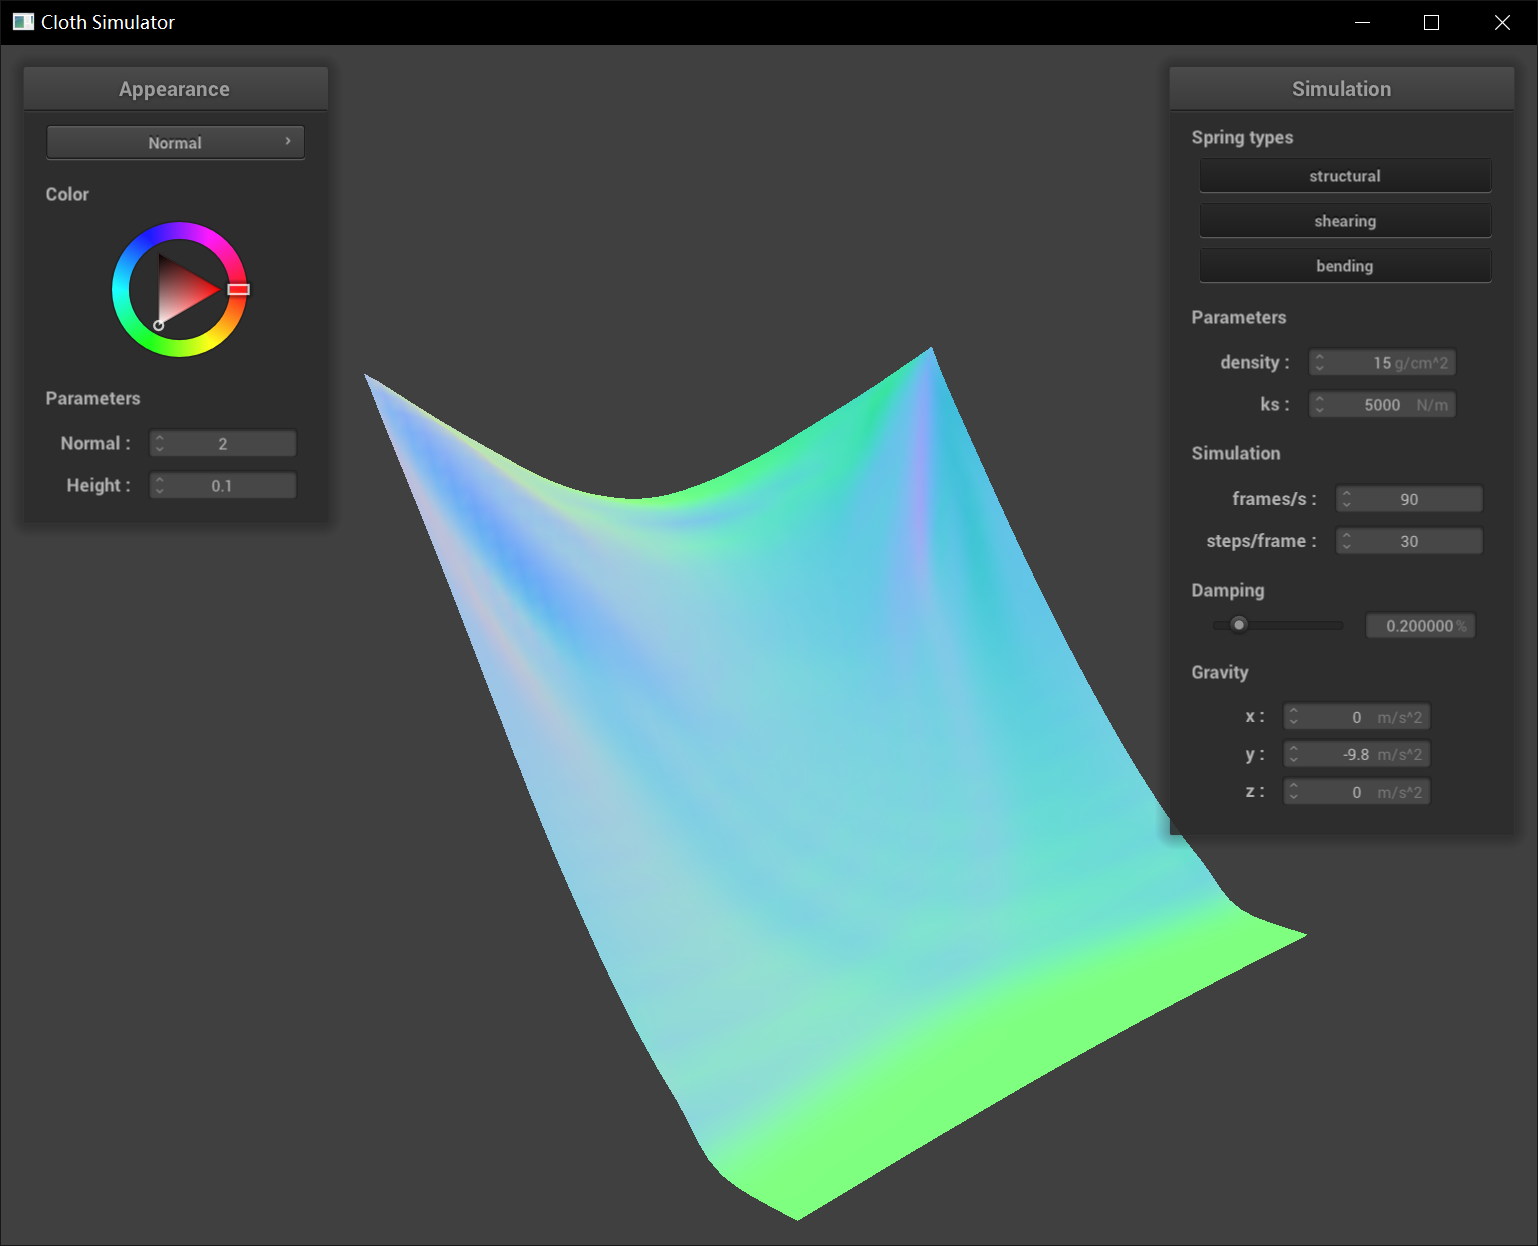 Cloth Simulator
Appearance
Normal
Color
Parameters
Normal : 2
Height : 0.1
Simulation
Spring types
structural
shearing
bending
Parameters
density : 15 g/cm^2
ks : 5000 N/m
Simulation
frames/s : 90
steps/frame : 30
Damping
0.200000 %
Gravity
x : 0 m/s^2
y : -9.8 m/s^2
z : 0 m/s^2